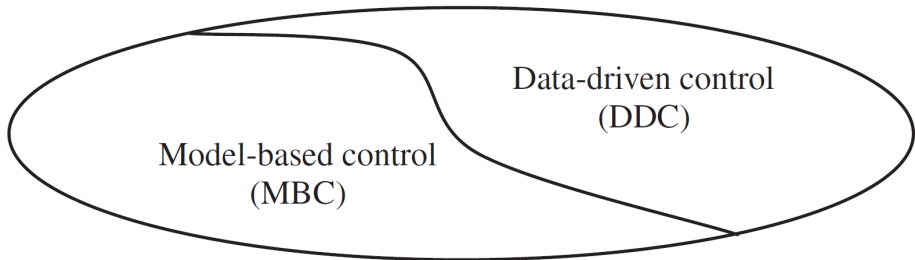 Data-driven control
(DDC)
Model-based control
(MBC)